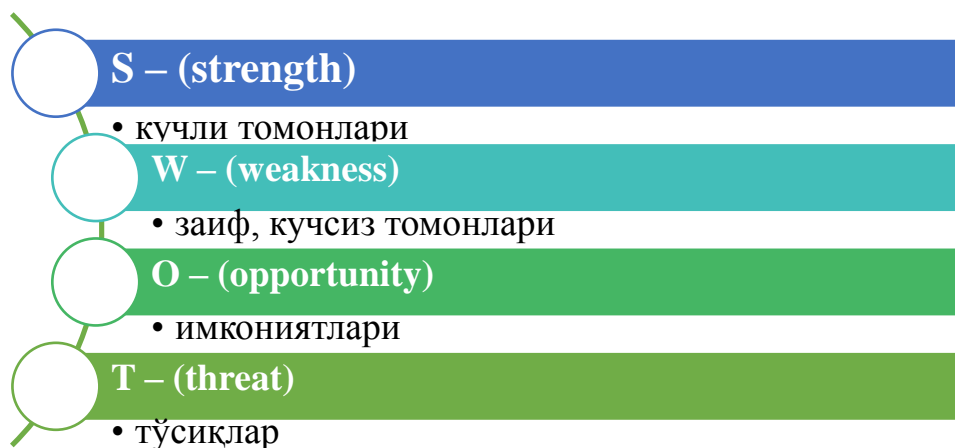 S – (strength)
• кучли томонлари
W – (weakness)
• заиф, кучсиз томонлари
O – (opportunity)
• имкониятлари
T – (threat)
• тўсиқлар